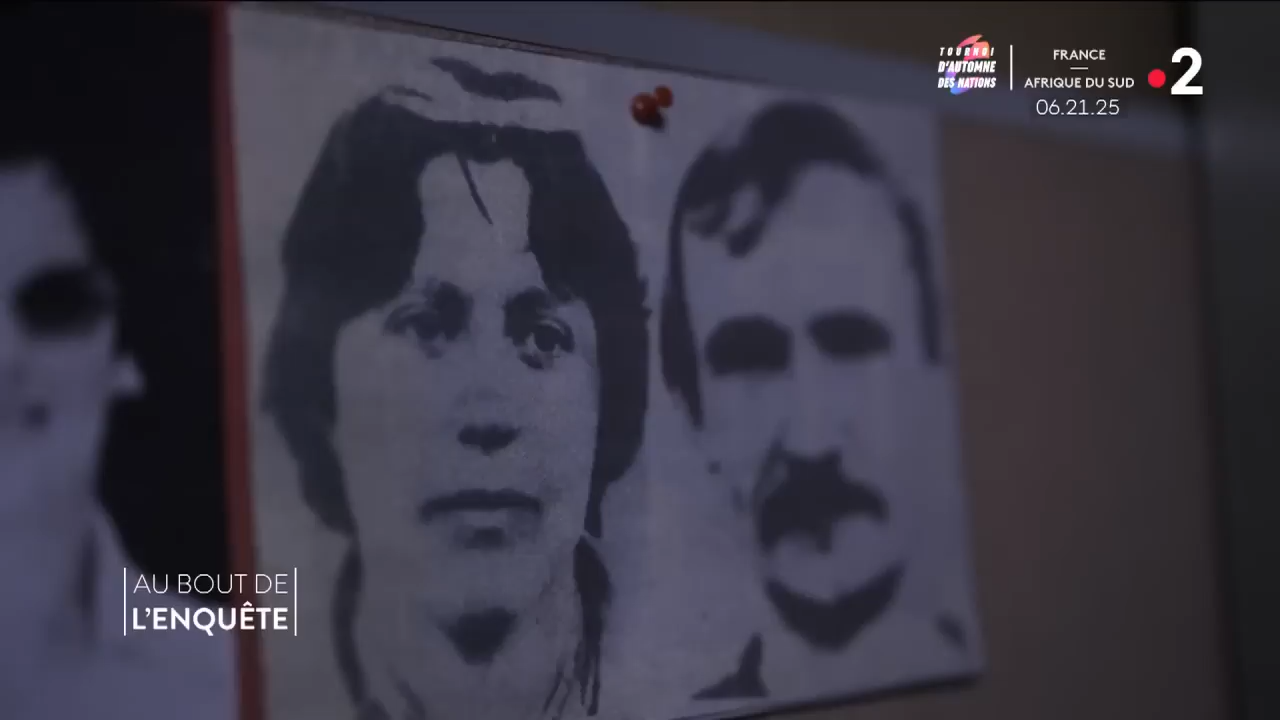 TOURNOI
D'AUTOMNE
DES NATIONS
FRANCE
AFRIQUE DU SUD
06.21.25
2
AU BOUT DE
L'ENQUÊTE